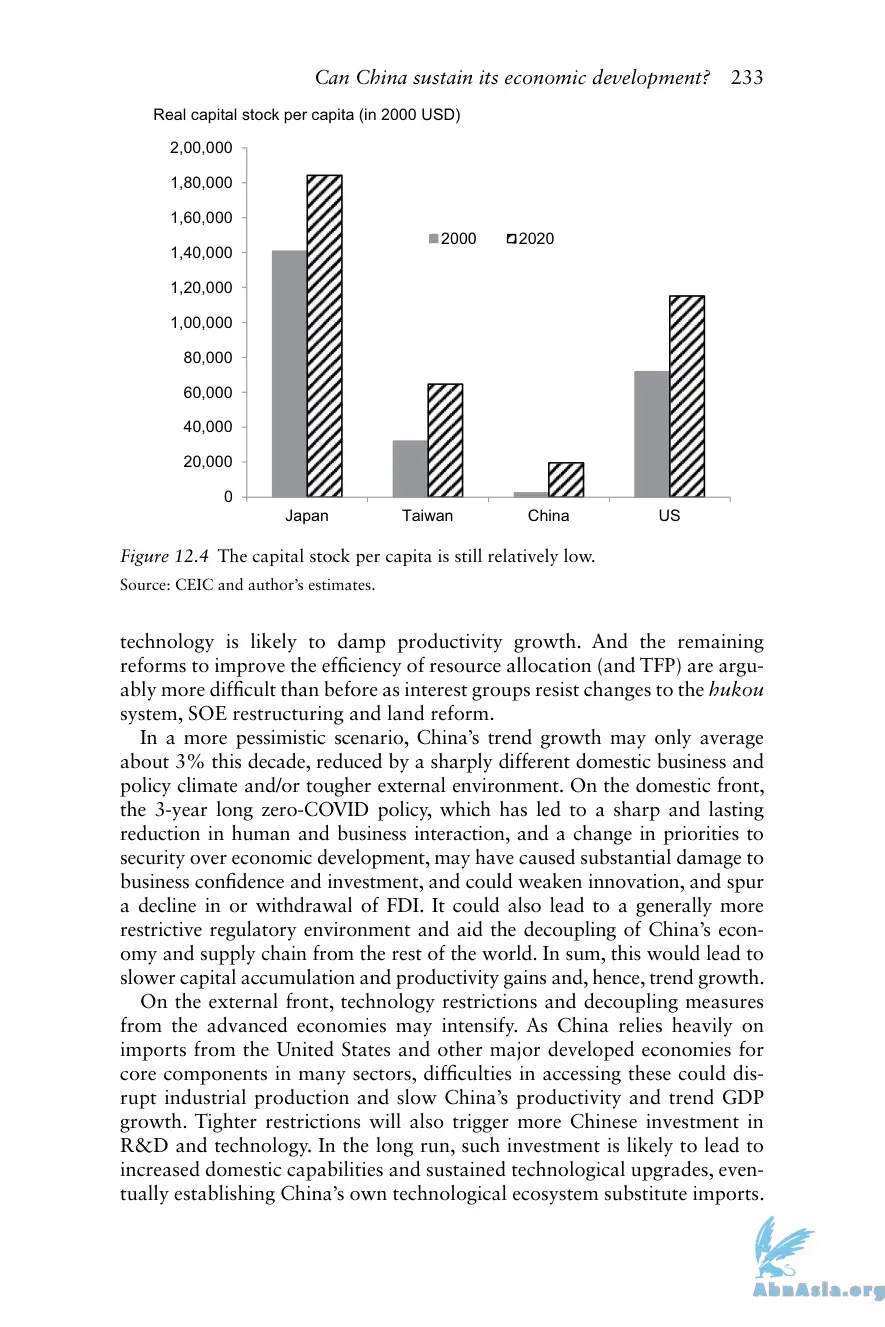 Can China sustain its economic development? 233
Real capital stock per capita (in 2000 USD)
2,00,000
1,80,000
1,60,000
1,40,000
1,20,000
1,00,000
80,000
60,000
40,000
20,000
0
2000 2020
Japan Taiwan China US
Figure 12.4 The capital stock per capita is still relatively low.
Source: CEIC and author’s estimates.
technology is likely to damp productivity growth. And the remaining
reforms to improve the efficiency of resource allocation (and TFP) are argu-
ably more difficult than before as interest groups resist changes to the hukou
system, SOE restructuring and land reform.
In a more pessimistic scenario, China’s trend growth may only average
about 3% this decade, reduced by a sharply different domestic business and
policy climate and/or tougher external environment. On the domestic front,
the 3-year long zero-COVID policy, which has led to a sharp and lasting
reduction in human and business interaction, and a change in priorities to
security over economic development, may have caused substantial damage to
business confidence and investment, and could weaken innovation, and spur
a decline in or withdrawal of FDI. It could also lead to a generally more
restrictive regulatory environment and aid the decoupling of China’s econ-
omy and supply chain from the rest of the world. In sum, this would lead to
slower capital accumulation and productivity gains and, hence, trend growth.
On the external front, technology restrictions and decoupling measures
from the advanced economies may intensify. As China relies heavily on
imports from the United States and other major developed economies for
core components in many sectors, difficulties in accessing these could dis-
rupt industrial production and slow China’s productivity and trend GDP
growth. Tighter restrictions will also trigger more Chinese investment in
R&D and technology. In the long run, such investment is likely to lead to
increased domestic capabilities and sustained technological upgrades, even-
tually establishing China’s own technological ecosystem substitute imports.
AbnAsia.org